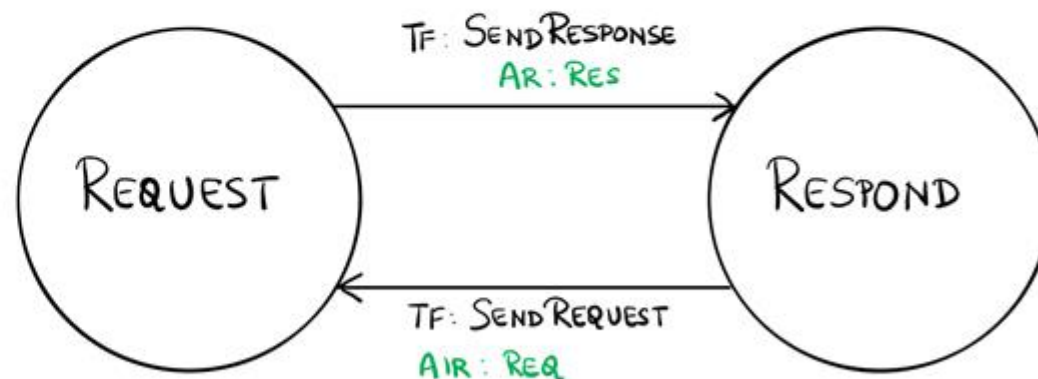 TF: SENDRESPONSE
AR: RES
REQUEST
RESPOND
TF: SENDREQUEST
AIR: REQ